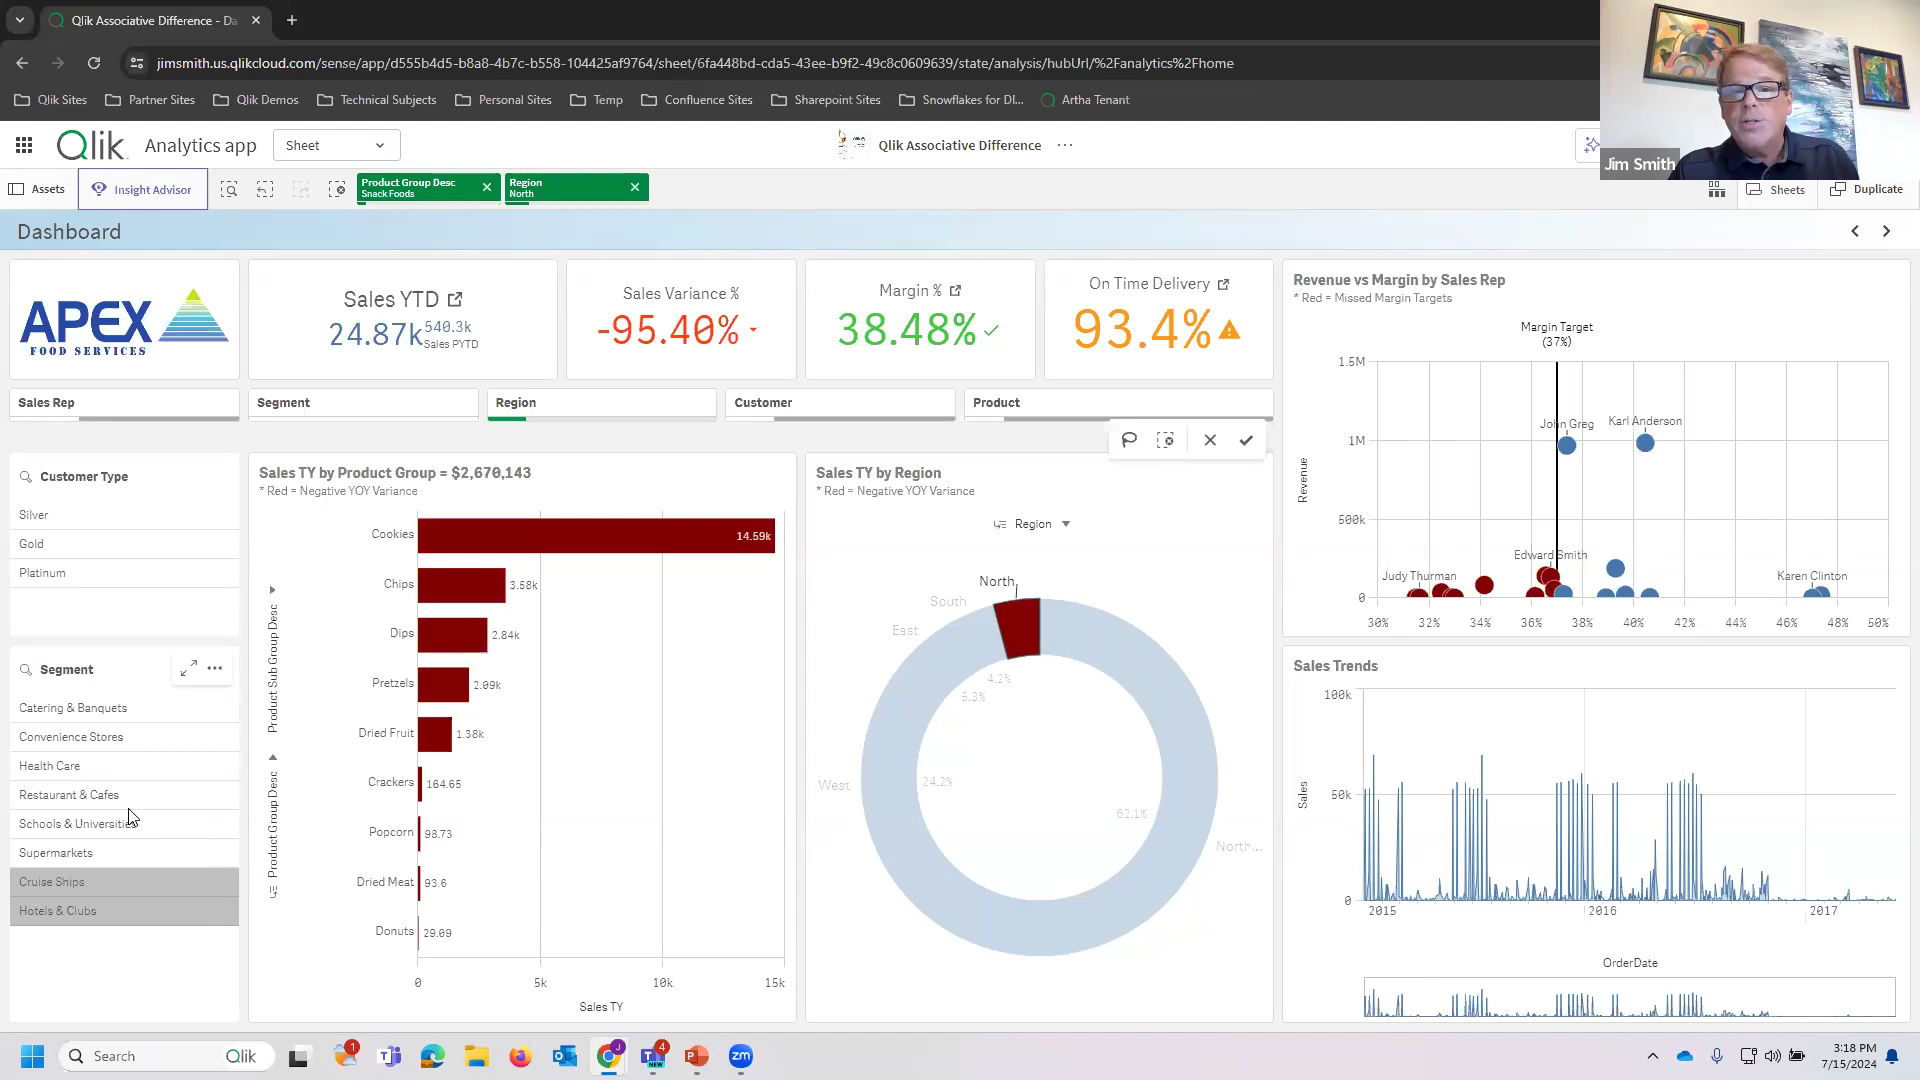 Qlik Associative Difference - Da
jimsmith.us.qlikcloud.com/sense/app/d555b4d5-b8a8-4b7c-b558-104425af9764/sheet/6fa448bd-cda5-43ee-b9f2-49c8c0609639/state/analysis/hubUrl/%2Fanalytics%2Fhome
Qlik Sites
Partner Sites
Qlik Demos
Technical Subjects
Personal Sites
Temp
Confluence Sites
Sharepoint Sites
Snowflakes for DI...
Artha Tenant
Qlik
Analytics app
Sheet
Qlik Associative Difference
Jim Smith
Assets
Insight Advisor
Product Group Desc
Snack Foods
Region
North
Sheets
Duplicate
Dashboard
APEX
FOOD SERVICES
Sales YTD
24.87k
540.3k
Sales PYTD
Sales Variance %
-95.40%
Margin %
38.48%
On Time Delivery
93.4%
Sales Rep
Segment
Region
Customer
Product
Customer Type
Silver
Gold
Platinum
Segment
Catering & Banquets
Convenience Stores
Health Care
Restaurant & Cafes
Schools & Universities
Supermarkets
Cruise Ships
Hotels & Clubs
Sales TY by Product Group = $2,670,143
* Red = Negative YOY Variance
Product Sub Group Desc
Product Group Desc
Cookies
14.59k
Chips
3.58k
Dips
2.84k
Pretzels
2.09k
Dried Fruit
1.38k
Crackers
164.65
Popcorn
98.73
Dried Meat
93.6
Donuts
29.09
0
5k
10k
15k
Sales TY
Sales TY by Region
* Red = Negative YOY Variance
Region
North
South
East
West
North...
4.2%
5.3%
24.2%
62.1%
Revenue vs Margin by Sales Rep
* Red = Missed Margin Targets
Margin Target
(37%)
Revenue
1.5M
1M
500k
0
John Greg
Karl Anderson
Edward Smith
Judy Thurman
Karen Clinton
30%
32%
34%
36%
38%
40%
42%
44%
46%
48%
50%
Sales Trends
Sales
100k
50k
0
2015
2016
2017
OrderDate
Search
Qlik
1
J
4
NEW
zm
3:18 PM
7/15/2024